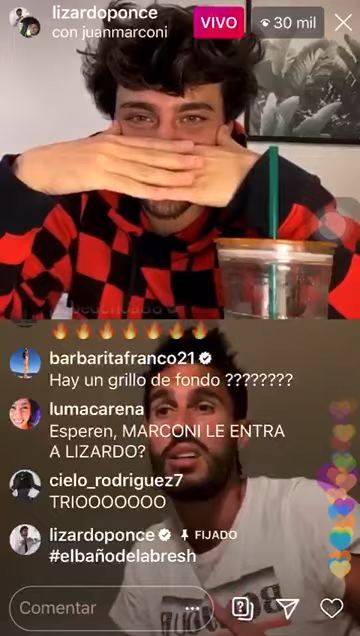 lizardoponce
con juanmarconi
VIVO
30 mil
🔥🔥🔥🔥🔥🔥🔥
barbaritafranco21
Hay un grillo de fondo ????????
lumacarena
Esperen, MARCONI LE ENTRA
A LIZARDO?
cielo_rodriguez7
TRIOOOOOOO
lizardoponce FIJADO
#elbañodelabresh
Comentar